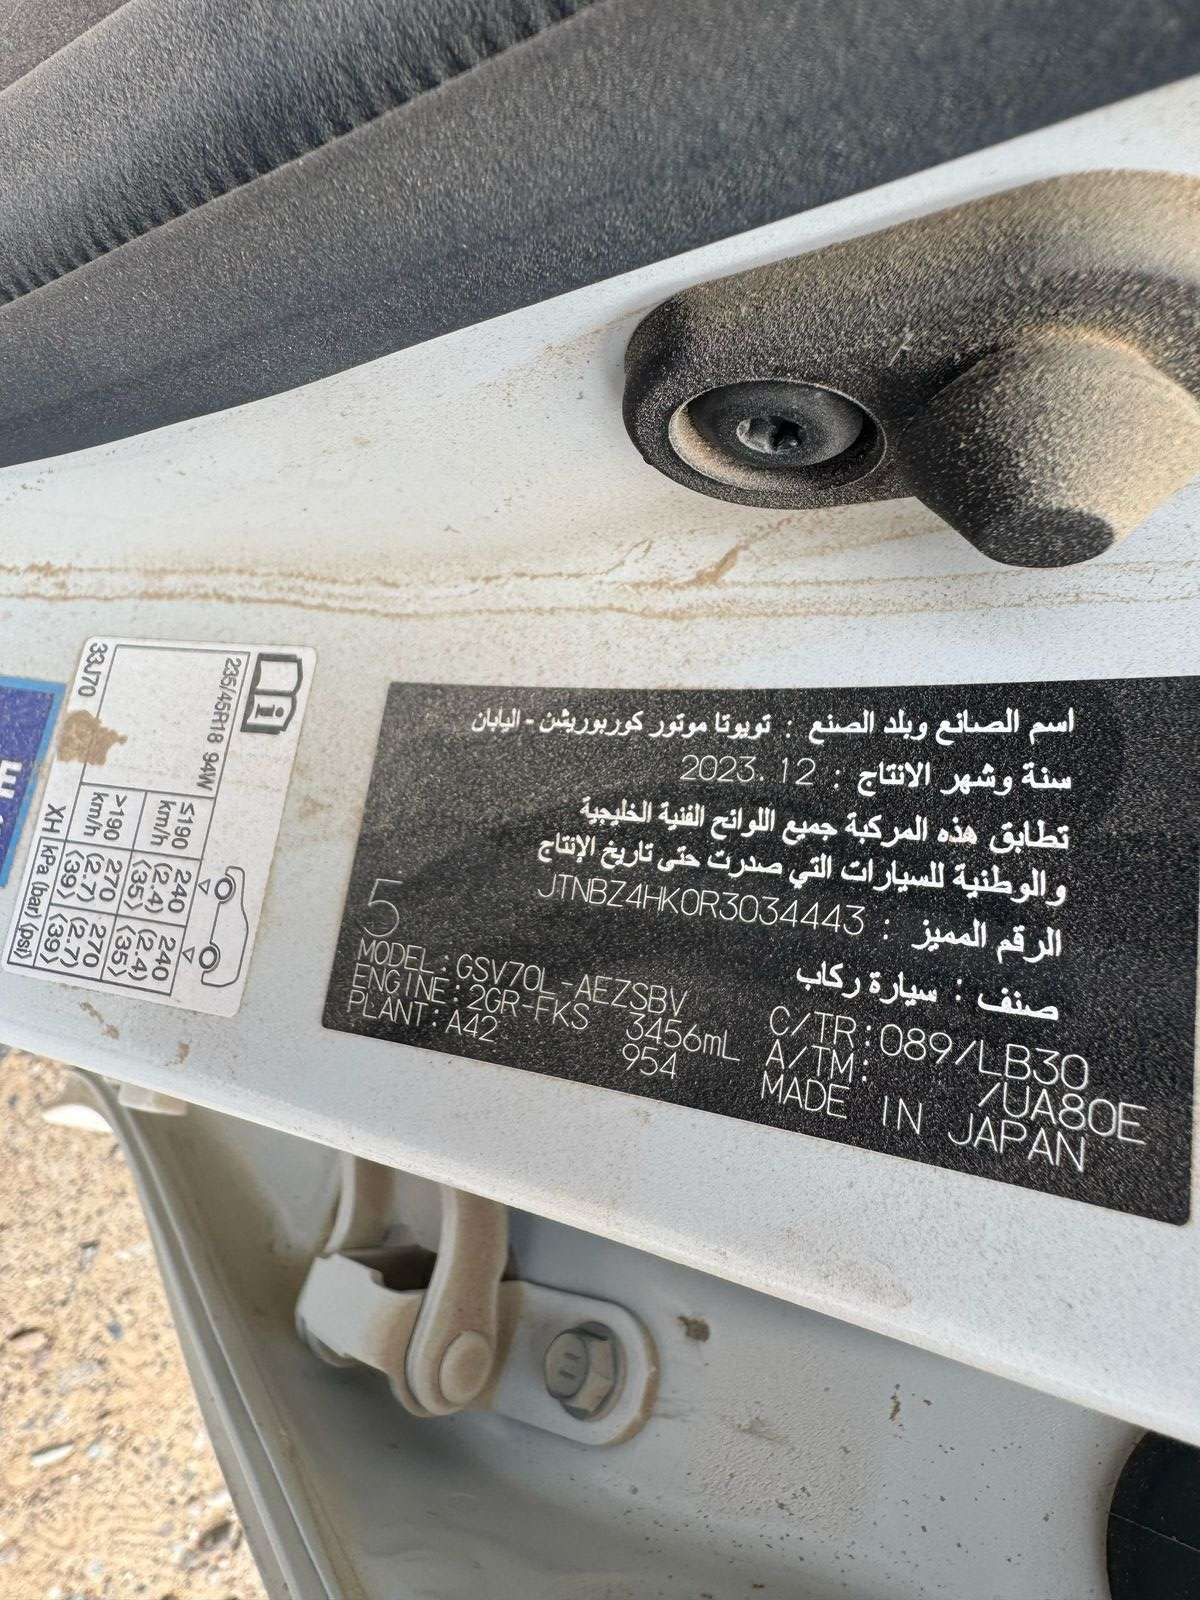 اسم الصانع وبلد الصنع : تويوتا موتور كوربوريشن - اليابان
سنة وشهر الانتاج : 2023.12
تطابق هذه المركبة جميع اللوائح الفنية الخليجية
والوطنية للسيارات التي صدرت حتى تاريخ الإنتاج
الرقم المميز : JTNBZ4HK0R3034443
صنف : سيارة ركاب
5
MODEL:GSV70L-AEZSBV
C/TR:089/LB30
ENGINE:2GR-FKS 3456mL
A/TM: /UA80E
PLANT:A42 954
MADE IN JAPAN
235/45R18 94W
≤190 km/h 240 (2.4) <35> 240 (2.4) <35>
>190 km/h 270 (2.7) <39> 270 (2.7) <39>
XH kPa (bar) <psi>
33J70